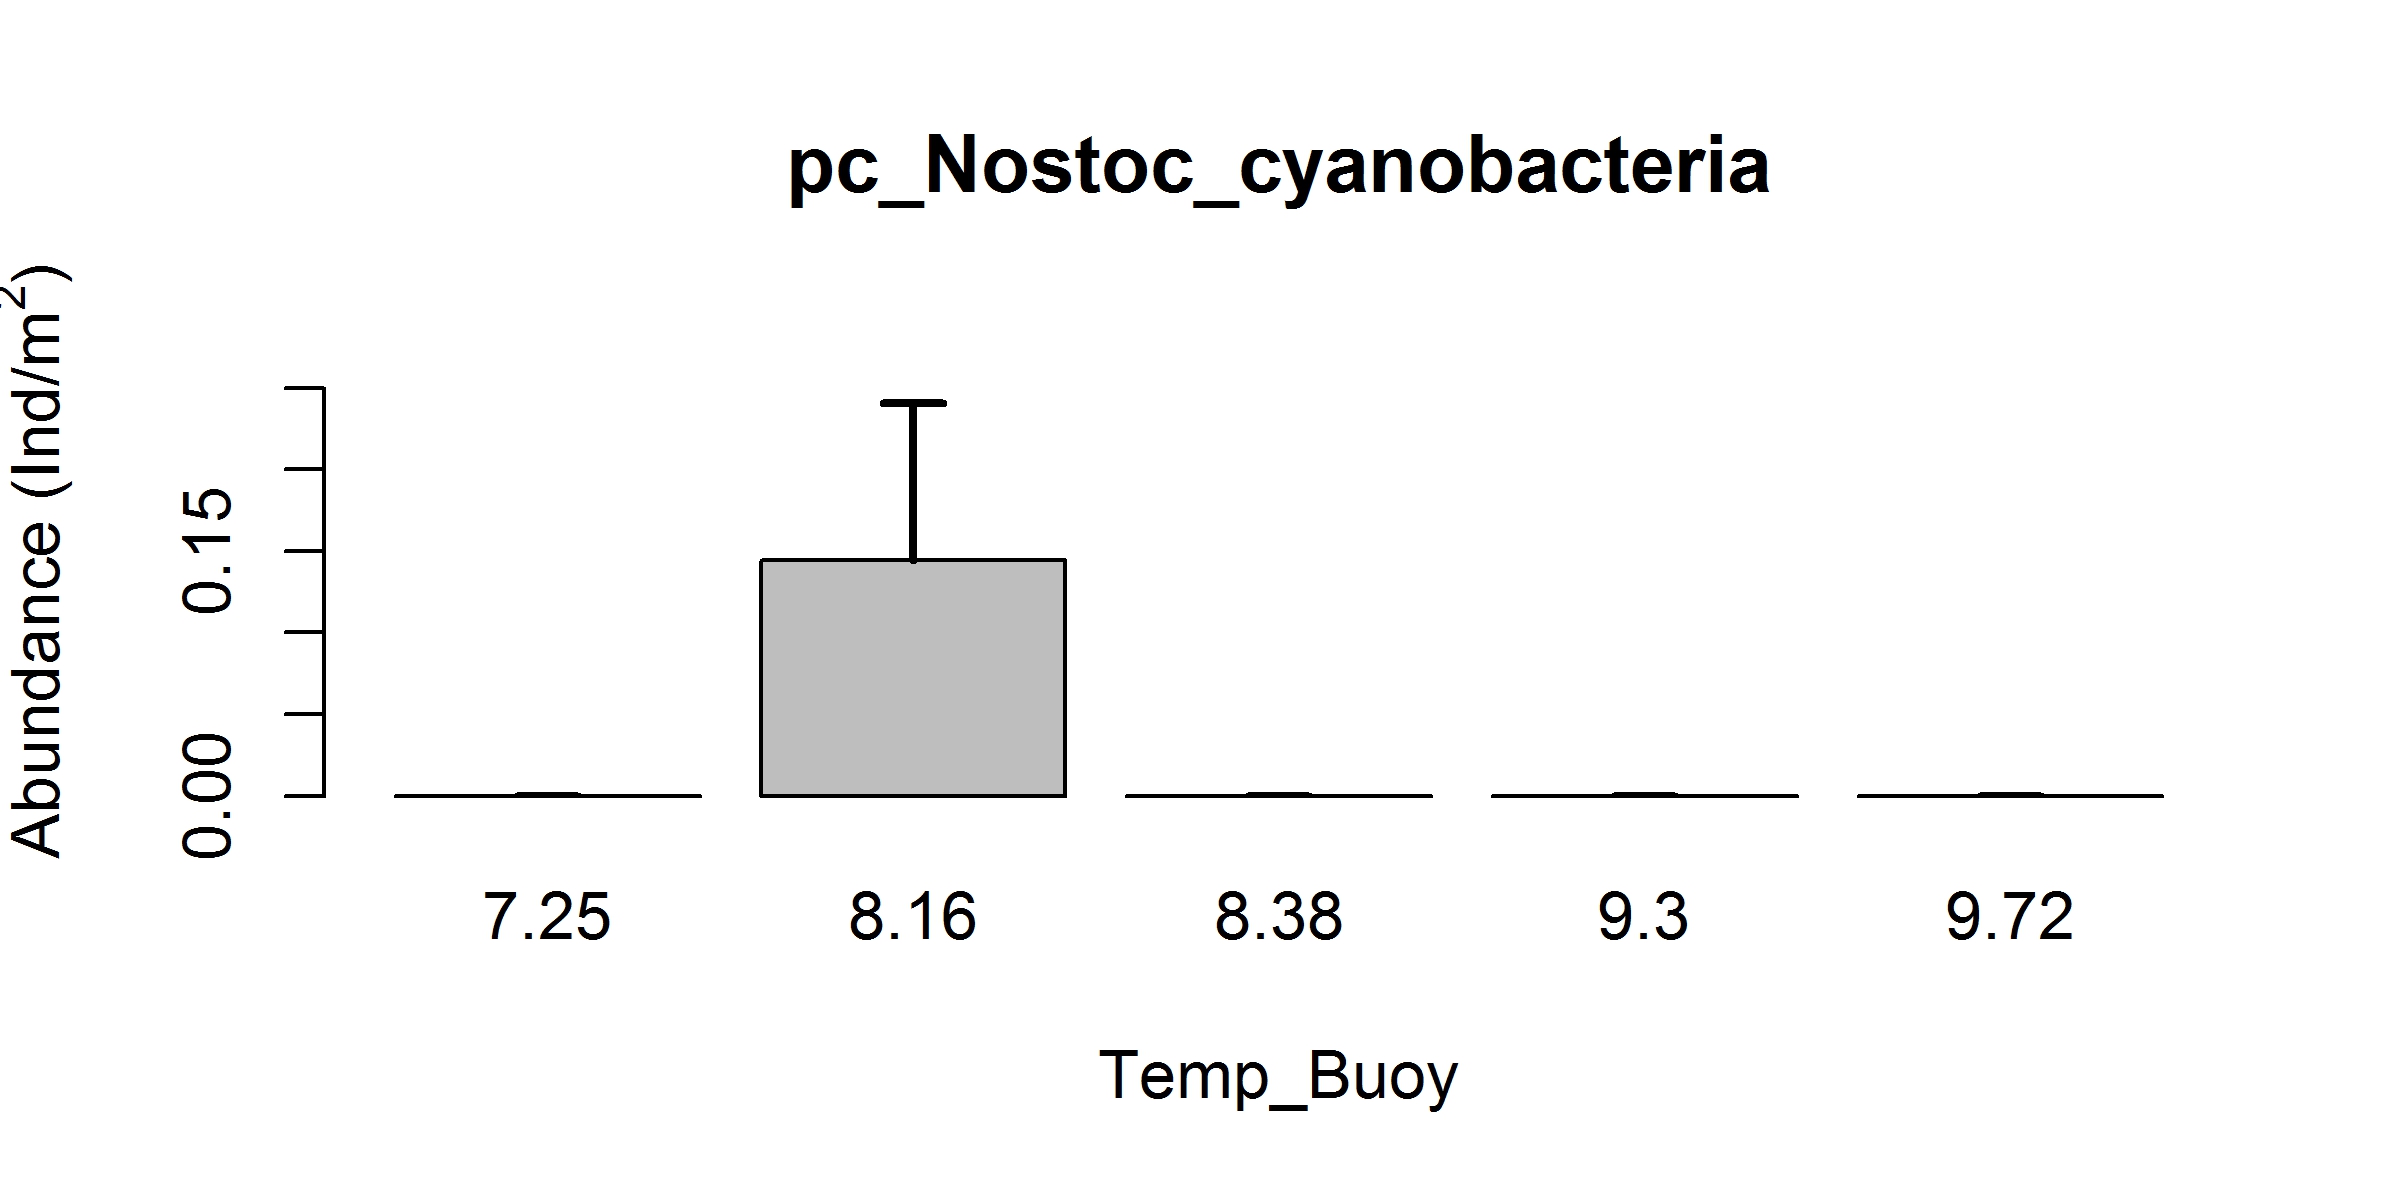 pc_Nostoc_cyanobacteria
Abundance (Ind/m²)
0.15
0.00
7.25 8.16 8.38 9.3 9.72
Temp_Buoy